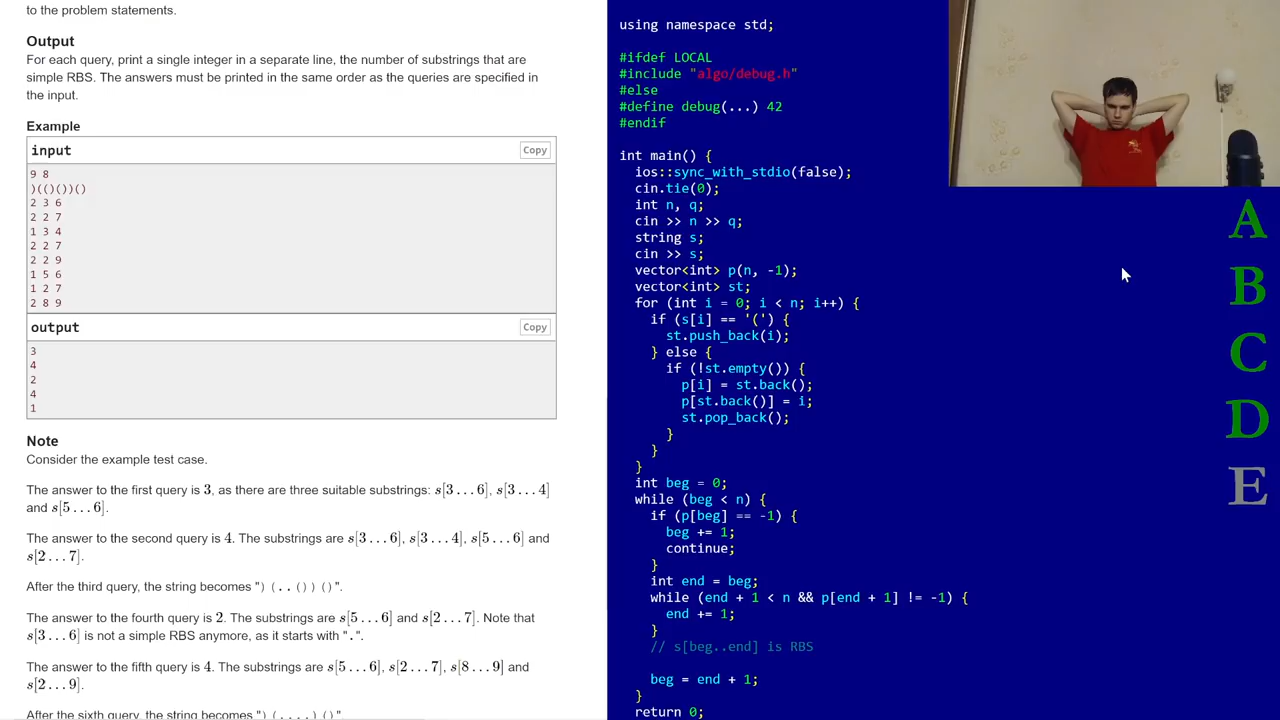 to the problem statements.
Output
For each query, print a single integer in a separate line, the number of substrings that are
simple RBS. The answers must be printed in the same order as the queries are specified in
the input.
Example
input
Copy
9 8
)(()())()
2 3 6
2 2 7
1 3 4
2 2 7
2 2 9
1 5 6
1 2 7
2 8 9
output
Copy
3
4
2
4
1
Note
Consider the example test case.
The answer to the first query is 3, as there are three suitable substrings: s[3…6], s[3…4]
and s[5…6].
The answer to the second query is 4. The substrings are s[3…6], s[3…4], s[5…6] and
s[2…7].
After the third query, the string becomes ")(..())()".
The answer to the fourth query is 2. The substrings are s[5…6] and s[2…7]. Note that
s[3…6] is not a simple RBS anymore, as it starts with ".".
The answer to the fifth query is 4. The substrings are s[5…6], s[2…7], s[8…9] and
s[2…9].
After the sixth query, the string becomes ")(....)()".
using namespace std;
#ifdef LOCAL
#include "algo/debug.h"
#else
#define debug(...) 42
#endif
int main() {
ios::sync_with_stdio(false);
cin.tie(0);
int n, q;
cin >> n >> q;
string s;
cin >> s;
vector<int> p(n, -1);
vector<int> st;
for (int i = 0; i < n; i++) {
if (s[i] == '(') {
st.push_back(i);
} else {
if (!st.empty()) {
p[i] = st.back();
p[st.back()] = i;
st.pop_back();
}
}
}
int beg = 0;
while (beg < n) {
if (p[beg] == -1) {
beg += 1;
continue;
}
int end = beg;
while (end + 1 < n && p[end + 1] != -1) {
end += 1;
}
// s[beg..end] is RBS
beg = end + 1;
}
return 0;
A
B
C
D
E